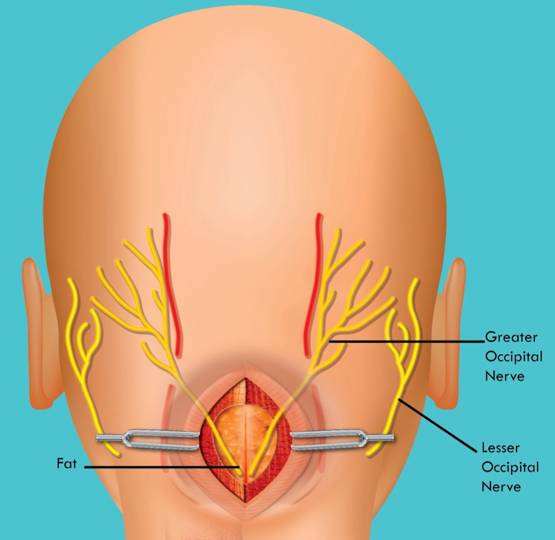 Greater
Occipital
Nerve
Lesser
Occipital
Nerve
Fat